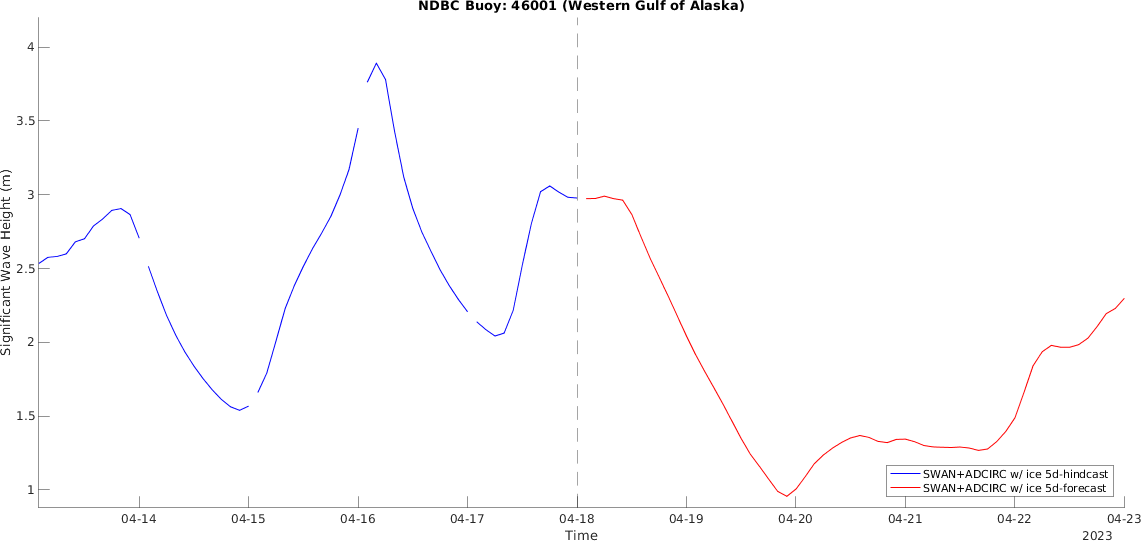 NDBC Buoy: 46001 (Western Gulf of Alaska)
Significant Wave Height (m)
4
3.5
3
2.5
2
1.5
1
SWAN+ADCIRC w/ ice 5d-hindcast
SWAN+ADCIRC w/ ice 5d-forecast
04-14 04-15 04-16 04-17 04-18 04-19 04-20 04-21 04-22 04-23
Time
2023